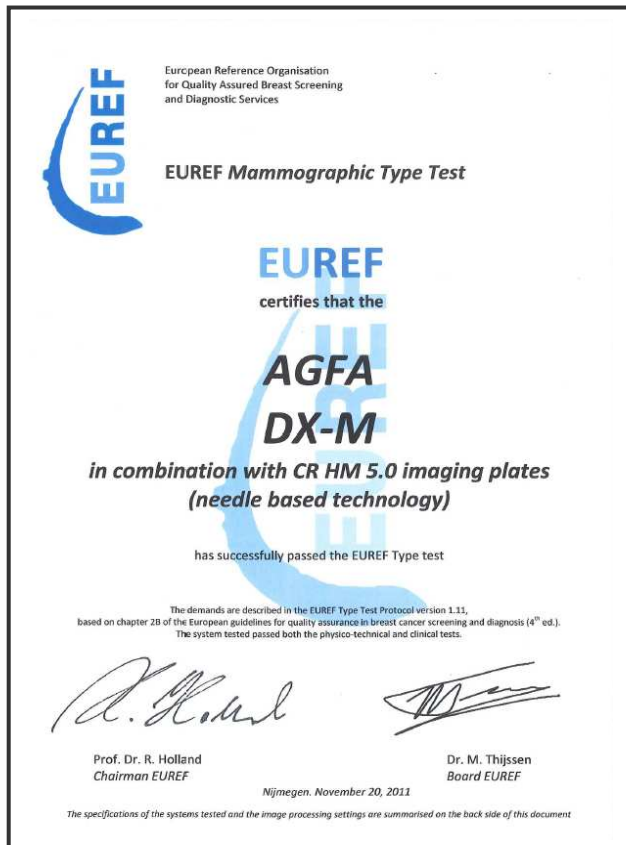 EUREF
European Reference Organisation
for Quality Assured Breast Screening
and Diagnostic Services
EUREF Mammographic Type Test
EUREF
certifies that the
EUREF
AGFA
DX-M
in combination with CR HM 5.0 imaging plates
(needle based technology)
has successfully passed the EUREF Type test
The demands are described in the EUREF Type Test Protocol version 1.11,
based on chapter 2B of the European guidelines for quality assurance in breast cancer screening and diagnosis (4th ed.).
The system tested passed both the physico-technical and clinical tests.
Prof. Dr. R. Holland
Chairman EUREF
Dr. M. Thijssen
Board EUREF
Nijmegen. November 20, 2011
The specifications of the systems tested and the image processing settings are summarised on the back side of this document